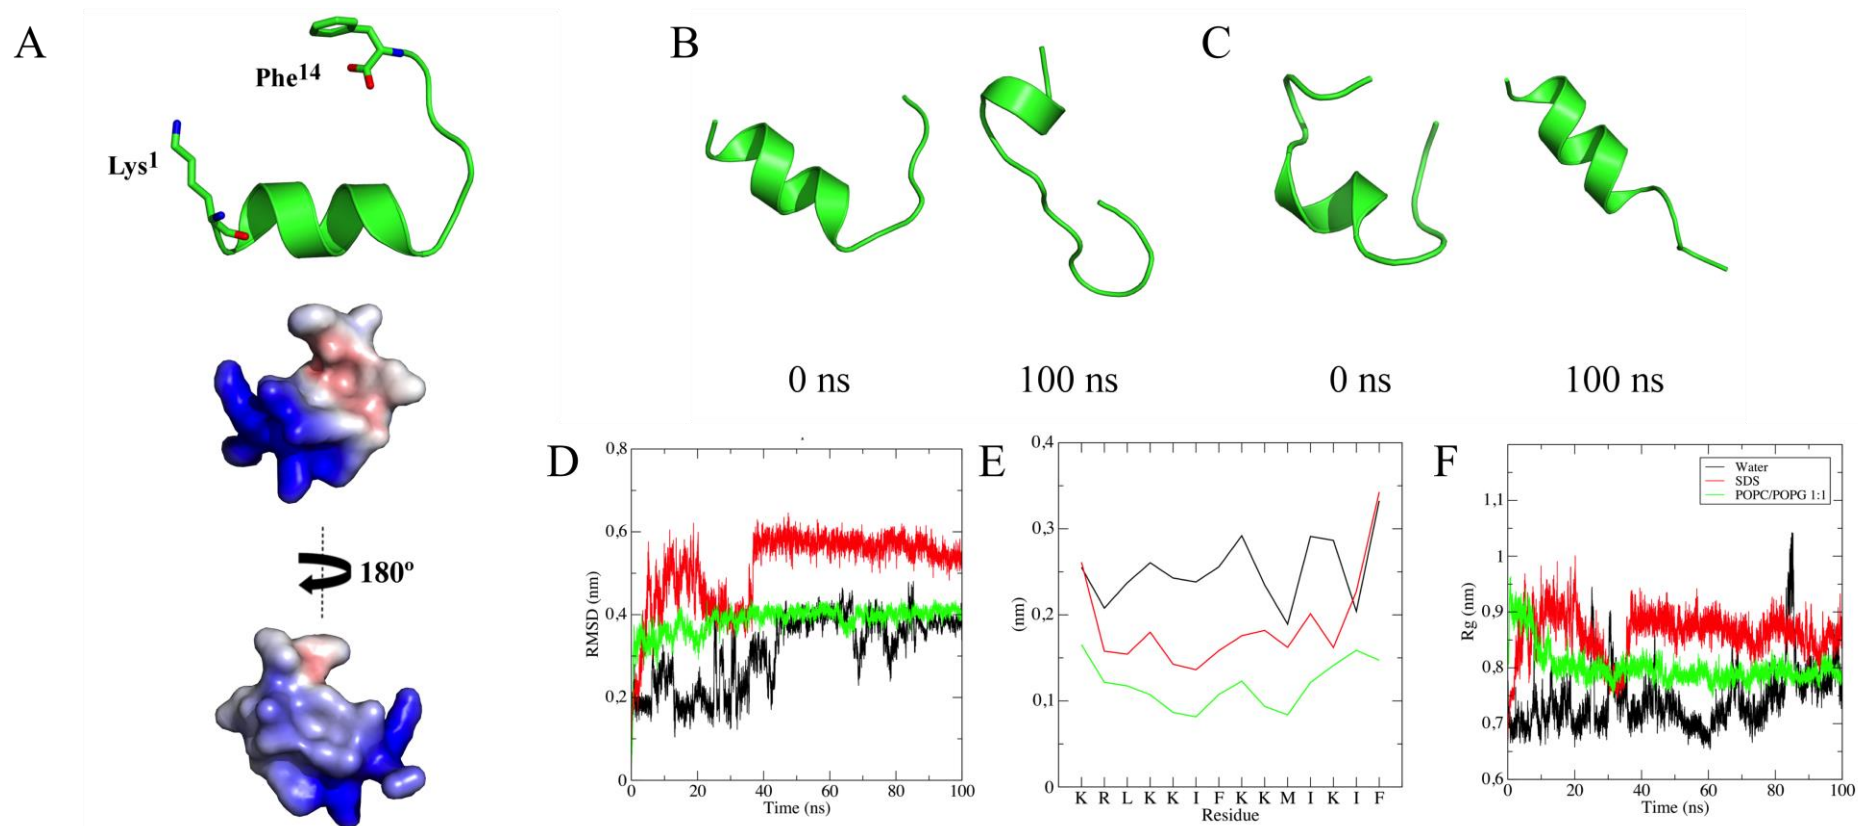 A
Phe14
Lys1
180º
B
0 ns
100 ns
C
0 ns
100 ns
D
RMSD (nm)
0,8
0,6
0,4
0,2
0
0 20 40 60 80 100
Time (ns)
E
(nm)
0,4
0,3
0,2
0,1
0
K R L K K I F K K M I K I F
Residue
F
Rg (nm)
1,1
1
0,9
0,8
0,7
0,6
Water
SDS
POPC/POPG 1:1
0 20 40 60 80 100
Time (ns)